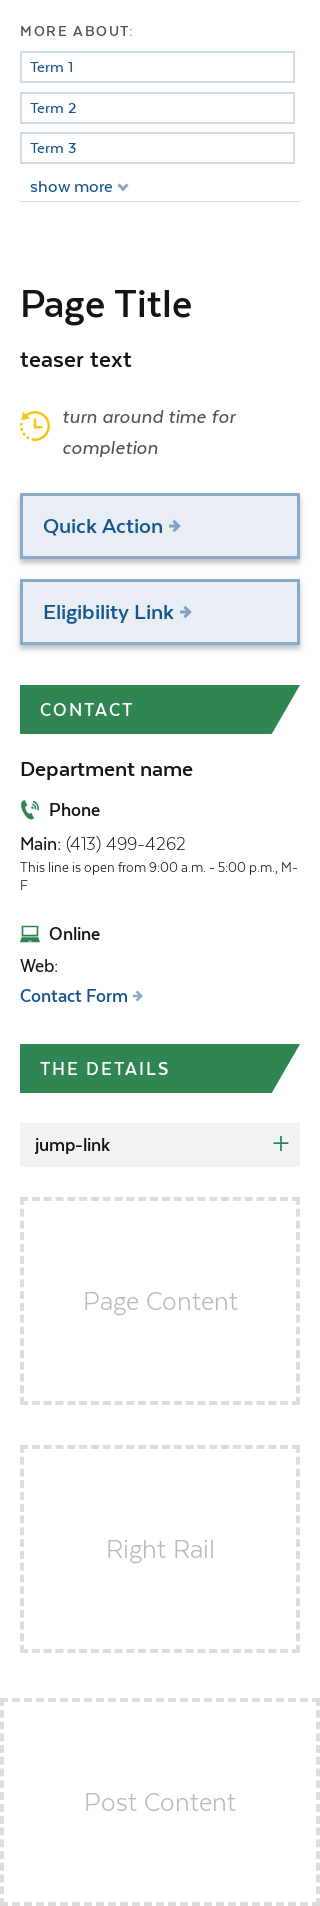 MORE ABOUT:
Term 1
Term 2
Term 3
show more
Page Title
teaser text
turn around time for
completion
Quick Action
Eligibility Link
CONTACT
Department name
Phone
Main: (413) 499-4262
This line is open from 9:00 a.m. - 5:00 p.m., M-
F
Online
Web:
Contact Form
THE DETAILS
jump-link
Page Content
Right Rail
Post Content